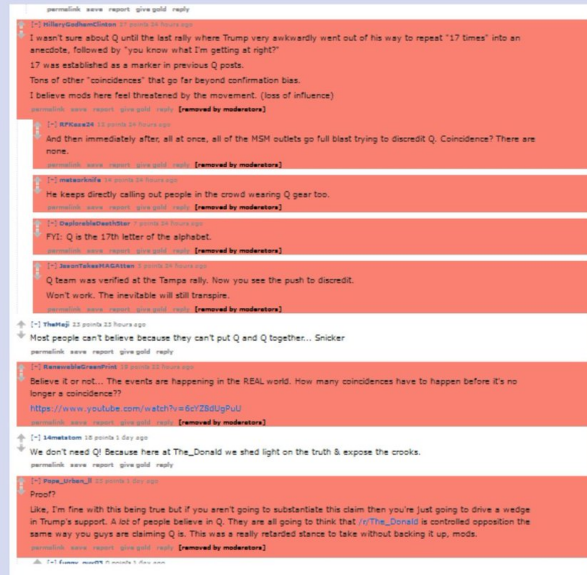 permalink save report give gold reply
[-] HillaryGodhemClinton 27 points 24 hours ago
I wasn't sure about Q until the last rally where Trump very awkwardly went out of his way to repeat "17 times" into an
anecdote, followed by "you know what I'm getting at right?"
17 was established as a marker in previous Q posts.
Tons of other "coincidences" that go far beyond confirmation bias.
I believe mods here feel threatened by the movement. (loss of influence)
permalink save report give gold reply [removed by moderators]
[-] RFKase24 points 24 hours ago
And then immediately after, all at once, all of the MSM outlets go full blast trying to discredit Q. Coincidence? There are
none.
permalink save report give gold reply [removed by moderators]
[-] meteorknife points 24 hours ago
He keeps directly calling out people in the crowd wearing Q gear too.
permalink save report give gold reply [removed by moderators]
[-] DeplorableDeathStar 7 points 24 hours ago
FYI: Q is the 17th letter of the alphabet.
permalink save report give gold reply [removed by moderators]
[-] JasonTakesMAGAtten points 24 hours ago
Q team was verified at the Tampa rally. Now you see the push to discredit.
Won't work. The inevitable will still transpire.
permalink save report give gold reply [removed by moderators]
[-] TheMaji 23 points 23 hours ago
Most people can't believe because they can't put Q and Q together... Snicker
permalink save report give gold reply
[-] RenewableGreenPrint points hours ago
Believe it or not... The events are happening in the REAL world. How many coincidences have to happen before it's no
longer a coincidence??
https://www.youtube.com/watch?v=6cYZ8dUgPuU
permalink save report give gold reply [removed by moderators]
[-] 14metatom 18 points 1 day ago
We don't need Q! Because here at The_Donald we shed light on the truth & expose the crooks.
permalink save report give gold reply
[-] Pope_Urban_II points 1 day ago
Proof?
Like, I'm fine with this being true but if you aren't going to substantiate this claim then you're just going to drive a wedge
in Trump's support. A lot of people believe in Q. They are all going to think that /r/The_Donald is controlled opposition the
same way you guys are claiming Q is. This was a really retarded stance to take without backing it up, mods.
permalink save report give gold reply [removed by moderators]
0 points 1 day ago